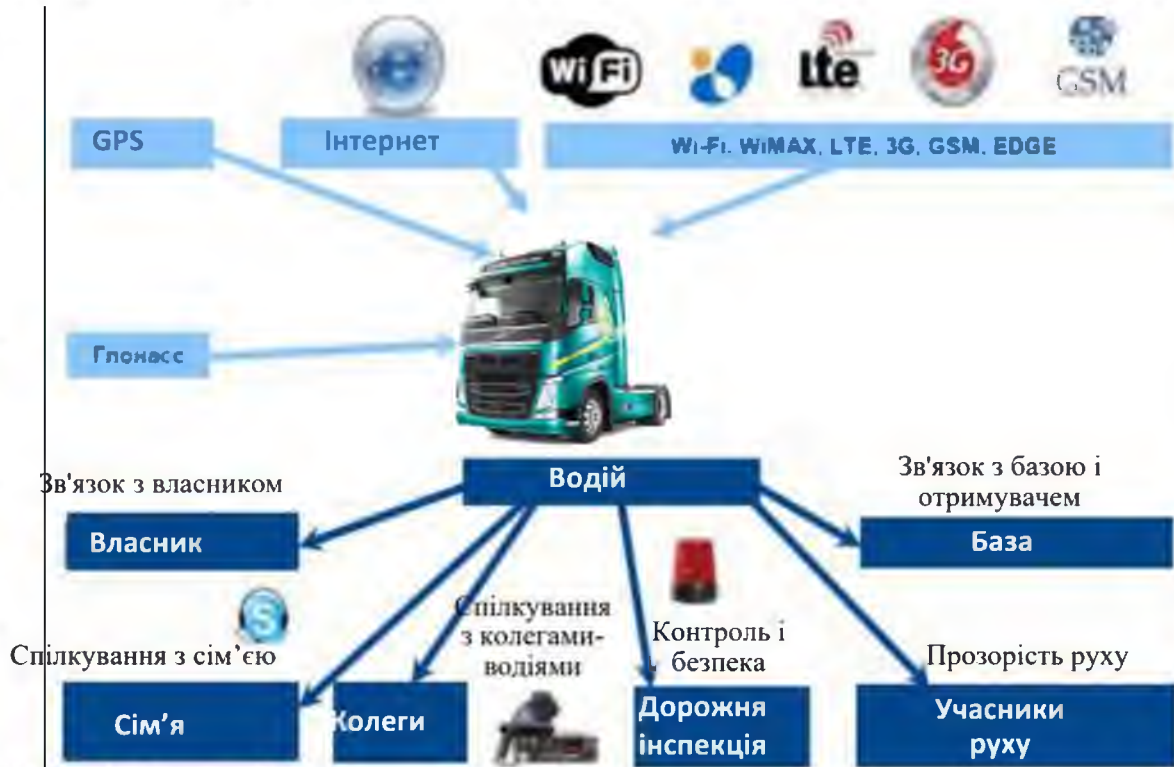 WiFi
lte
3G
GSM
GPS
Інтернет
Wi-Fi, WiMAX, LTE, 3G, GSM, EDGE
Глонасс
Водій
Зв'язок з власником
Зв'язок з базою і
отримувачем
Власник
База
S
Спілкування
з колегами-
водіями
Контроль і
безпека
Спілкування з сім’єю
Прозорість руху
Сім’я
Колеги
Дорожня
інспекція
Учасники
руху